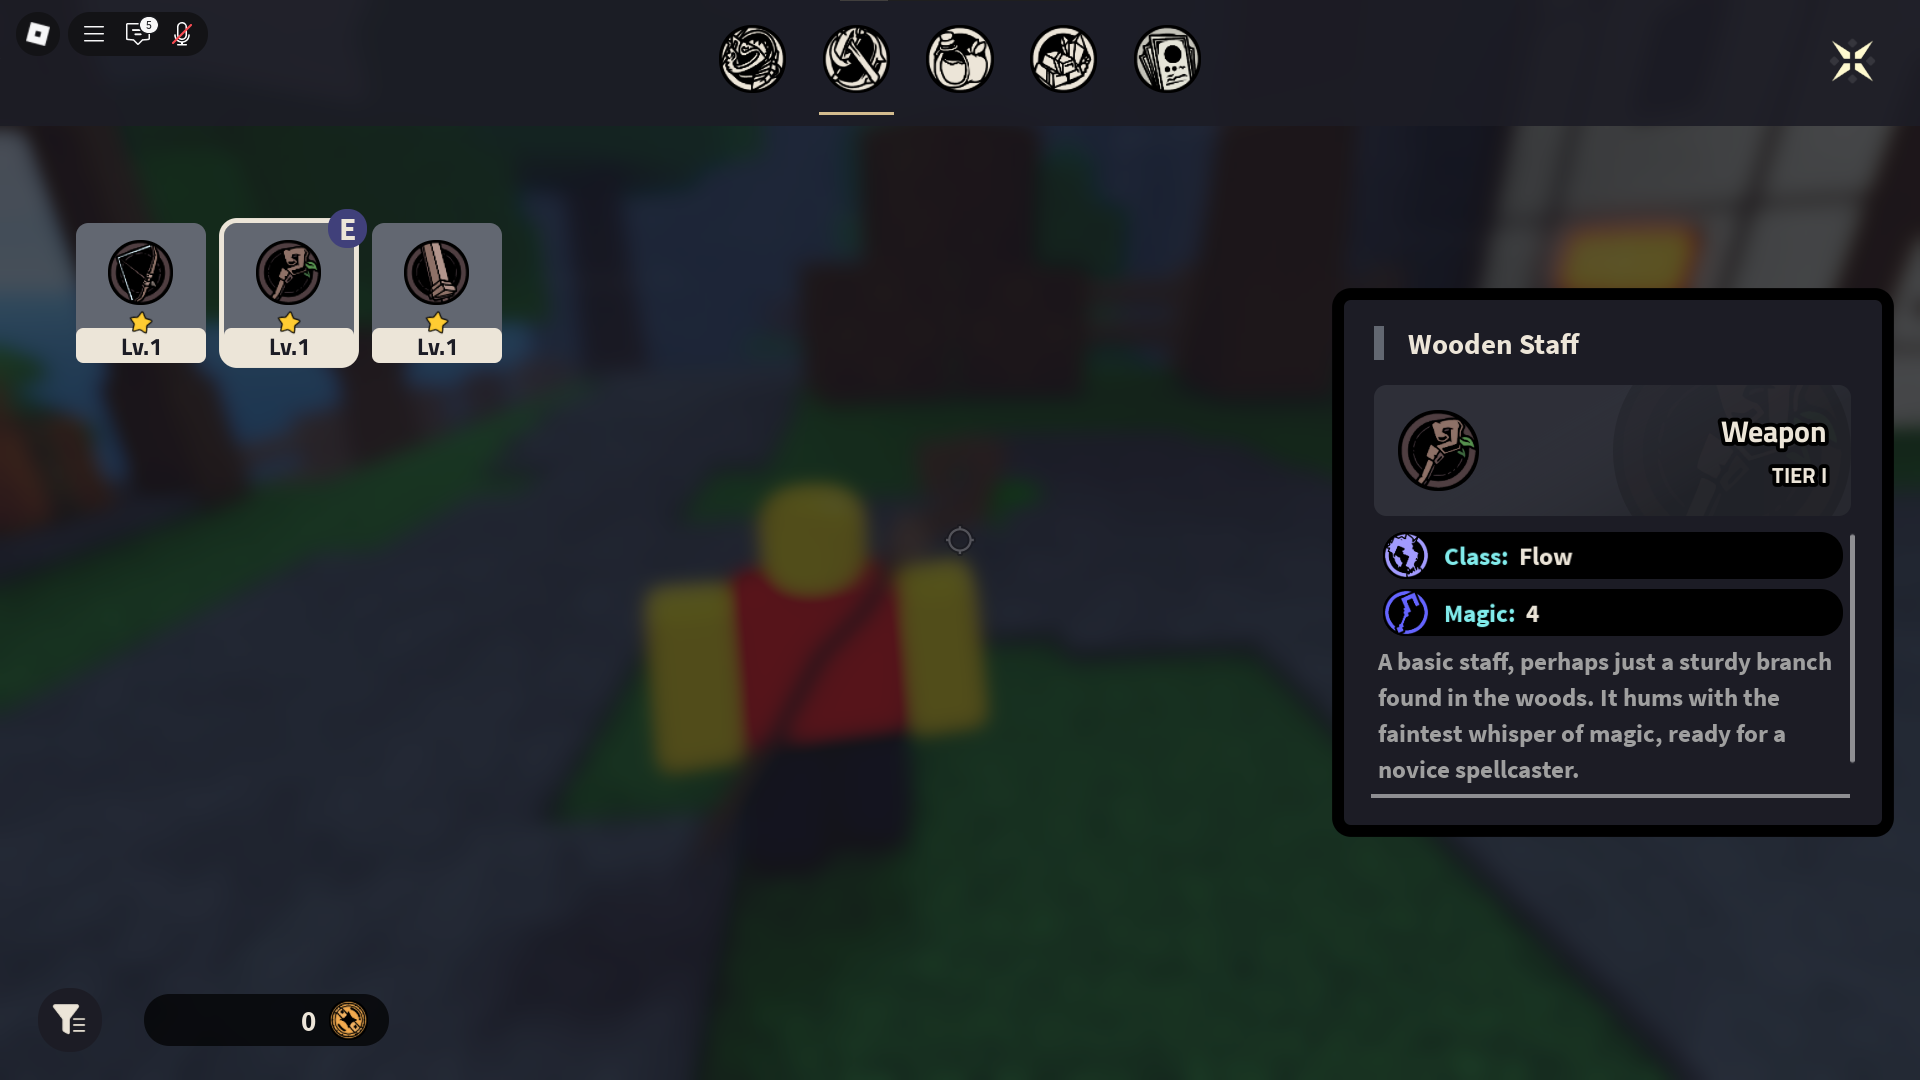 5
E
Lv.1
Lv.1
Lv.1
Wooden Staff
Weapon
TIER I
Class: Flow
Magic: 4
A basic staff, perhaps just a sturdy branch
found in the woods. It hums with the
faintest whisper of magic, ready for a
novice spellcaster.
0